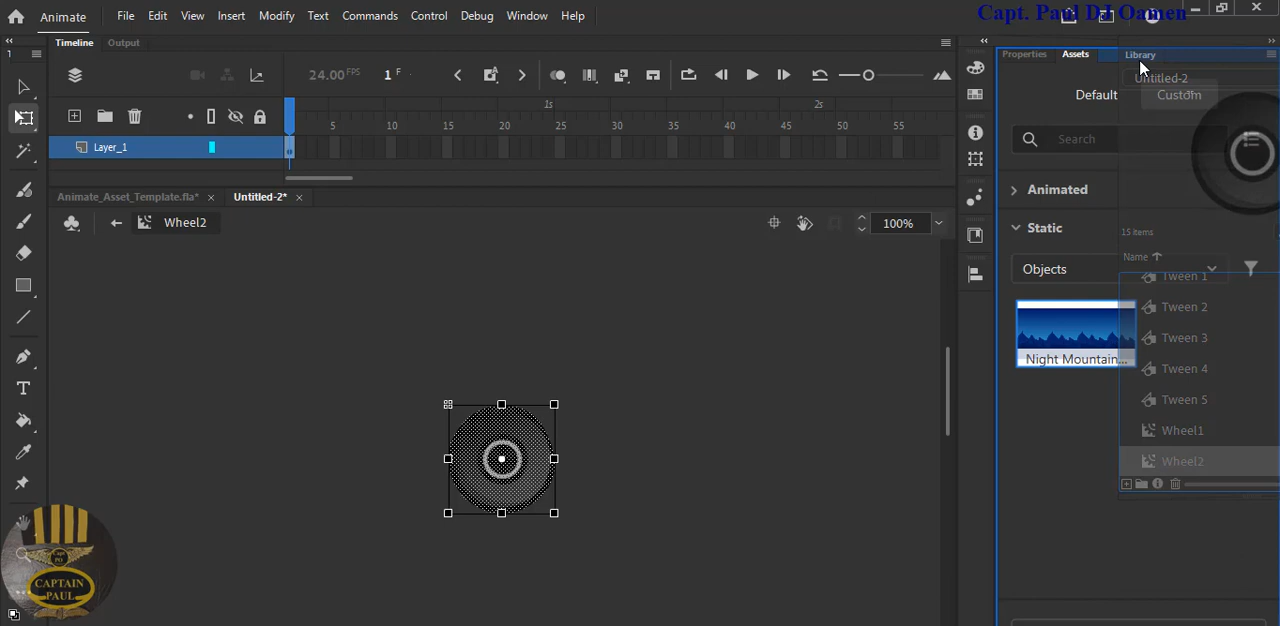 Animate
File
Edit
View
Insert
Modify
Text
Commands
Control
Debug
Window
Help
Capt. Paul DJ Oamen
Timeline
Output
1
24.00 FPS
1 F
1s
2s
5
10
15
20
25
30
35
40
45
50
55
Layer_1
Animate_Asset_Template.fla*
Untitled-2*
Wheel2
100%
Properties
Assets
Library
Untitled-2
Default
Custom
Search
Animated
Static
15 items
Name
Objects
Night Mountain...
Tween 1
Tween 2
Tween 3
Tween 4
Tween 5
Wheel1
Wheel2
Capt.
PO
CAPTAIN
PAUL